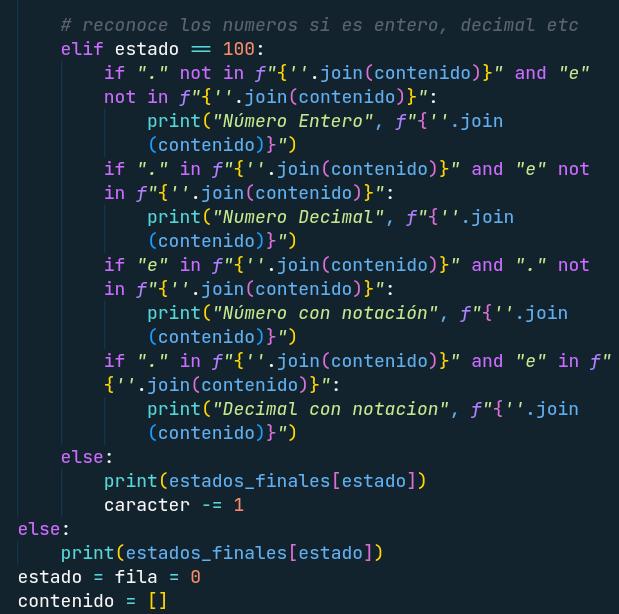 # reconoce los numeros si es entero, decimal etc
elif estado == 100:
if "." not in f"{''.join(contenido)}" and "e"
not in f"{''.join(contenido)}":
print("Número Entero", f"{''.join
(contenido)}")
if "." in f"{''.join(contenido)}" and "e" not
in f"{''.join(contenido)}":
print("Numero Decimal", f"{''.join
(contenido)}")
if "e" in f"{''.join(contenido)}" and "." not
in f"{''.join(contenido)}":
print("Número con notación", f"{''.join
(contenido)}")
if "." in f"{''.join(contenido)}" and "e" in f"
{''.join(contenido)}":
print("Decimal con notacion", f"{''.join
(contenido)}")
else:
print(estados_finales[estado])
caracter -= 1
else:
print(estados_finales[estado])
estado = fila = 0
contenido = []